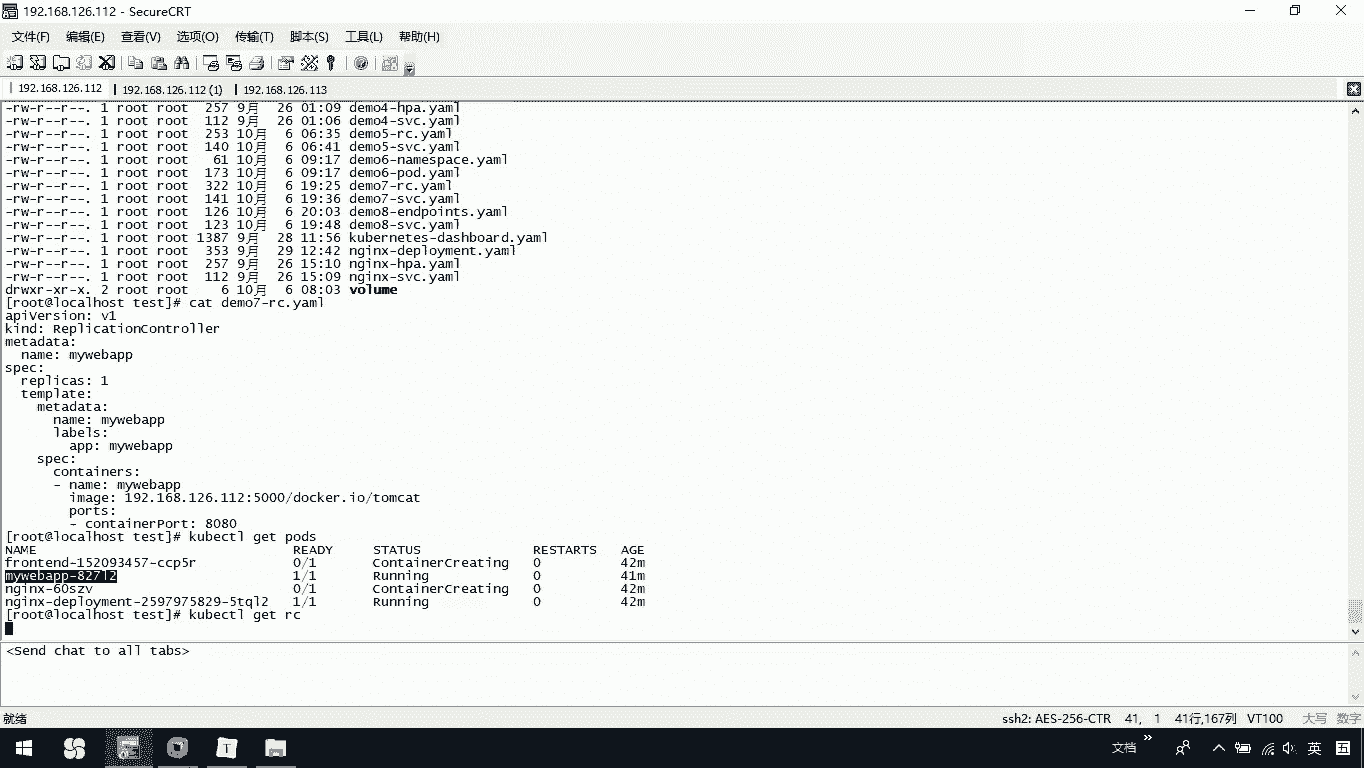 192.168.126.112 - SecureCRT
文件(F) 编辑(E) 查看(V) 选项(O) 传输(T) 脚本(S) 工具(L) 帮助(H)
192.168.126.112 192.168.126.112 (1) 192.168.126.113
-rw-r--r--. 1 root root  257 9月  26 01:09 demo4-hpa.yaml
-rw-r--r--. 1 root root  112 9月  26 01:06 demo4-svc.yaml
-rw-r--r--. 1 root root  253 10月  6 06:35 demo5-rc.yaml
-rw-r--r--. 1 root root  140 10月  6 06:41 demo5-svc.yaml
-rw-r--r--. 1 root root   61 10月  6 09:17 demo6-namespace.yaml
-rw-r--r--. 1 root root  173 10月  6 09:17 demo6-pod.yaml
-rw-r--r--. 1 root root  322 10月  6 19:25 demo7-rc.yaml
-rw-r--r--. 1 root root  141 10月  6 19:36 demo7-svc.yaml
-rw-r--r--. 1 root root  126 10月  6 20:03 demo8-endpoints.yaml
-rw-r--r--. 1 root root  123 10月  6 19:48 demo8-svc.yaml
-rw-r--r--. 1 root root 1387 9月  28 11:56 kubernetes-dashboard.yaml
-rw-r--r--. 1 root root  353 9月  29 12:42 nginx-deployment.yaml
-rw-r--r--. 1 root root  257 9月  26 15:10 nginx-hpa.yaml
-rw-r--r--. 1 root root  112 9月  26 15:09 nginx-svc.yaml
drwxr-xr-x. 2 root root    6 10月  6 08:03 volume
[root@localhost test]# cat demo7-rc.yaml
apiVersion: v1
kind: ReplicationController
metadata:
  name: mywebapp
spec:
  replicas: 1
  template:
    metadata:
      name: mywebapp
      labels:
        app: mywebapp
    spec:
      containers:
      - name: mywebapp
        image: 192.168.126.112:5000/docker.io/tomcat
        ports:
        - containerPort: 8080
[root@localhost test]# kubectl get pods
NAME                                READY     STATUS              RESTARTS   AGE
frontend-152093457-ccp5r            0/1       ContainerCreating   0          42m
mywebapp-827l2                      1/1       Running             0          41m
nginx-60szv                         0/1       ContainerCreating   0          42m
nginx-deployment-2597975829-5tql2   1/1       Running             0          42m
[root@localhost test]# kubectl get rc
<Send chat to all tabs>
就绪 ssh2: AES-256-CTR 41, 1 41行,167列 VT100 大写 数字
文档 » 英 五